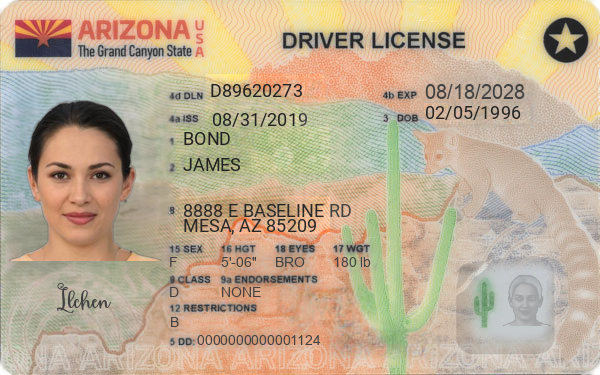 ARIZONA USA
The Grand Canyon State
DRIVER LICENSE
4d DLN D89620273
4b EXP 08/18/2028
4a ISS 08/31/2019
3 DOB 02/05/1996
1 BOND
2 JAMES
8 8888 E BASELINE RD
MESA, AZ 85209
15 SEX 16 HGT 18 EYES 17 WGT
F 5'-06" BRO 180 lb
9 CLASS 9a ENDORSEMENTS
D NONE
12 RESTRICTIONS
B
5 DD: 0000000000001124
Ilchen
ARIZONA ARIZONA ARIZONA ARIZONA